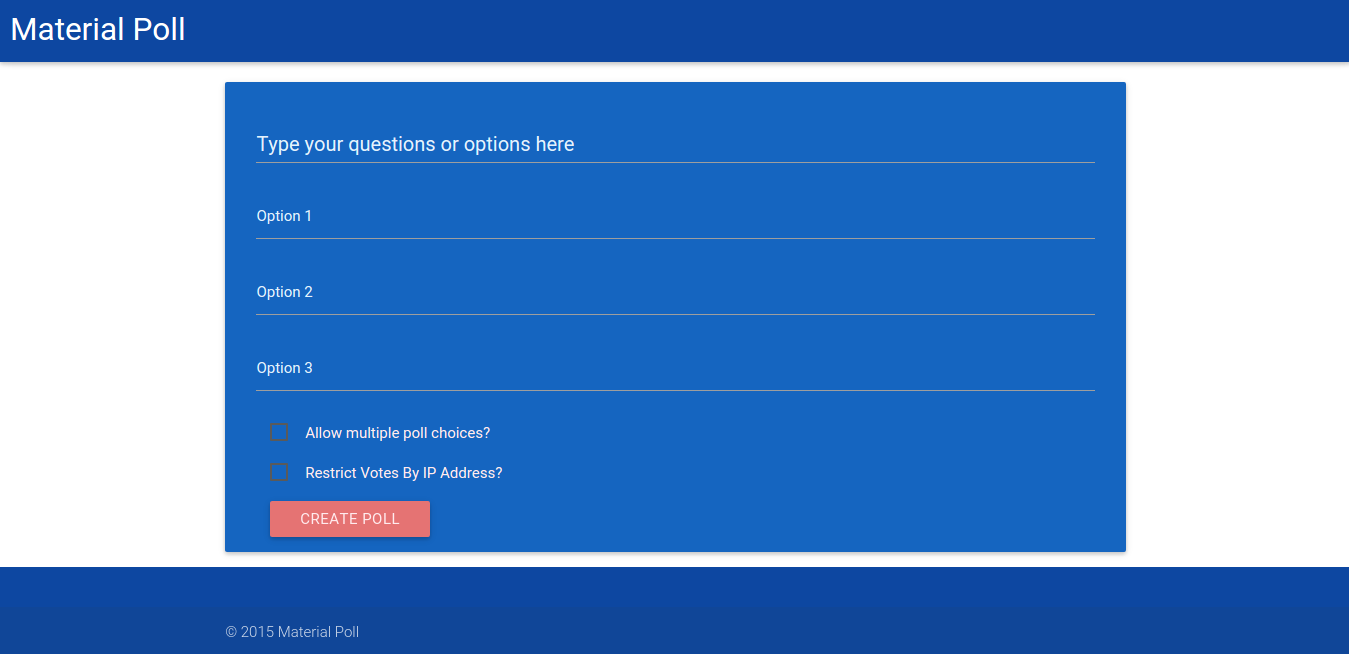 Material Poll
Type your questions or options here
Option 1
Option 2
Option 3
Allow multiple poll choices?
Restrict Votes By IP Address?
CREATE POLL
© 2015 Material Poll